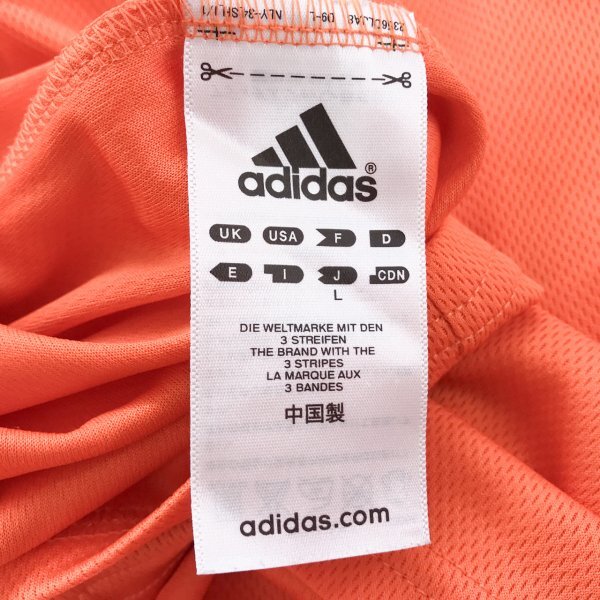 adidas®
UK USA F D
E I J CDN
L
DIE WELTMARKE MIT DEN
3 STREIFEN
THE BRAND WITH THE
3 STRIPES
LA MARQUE AUX
3 BANDES
中国製
adidas.com